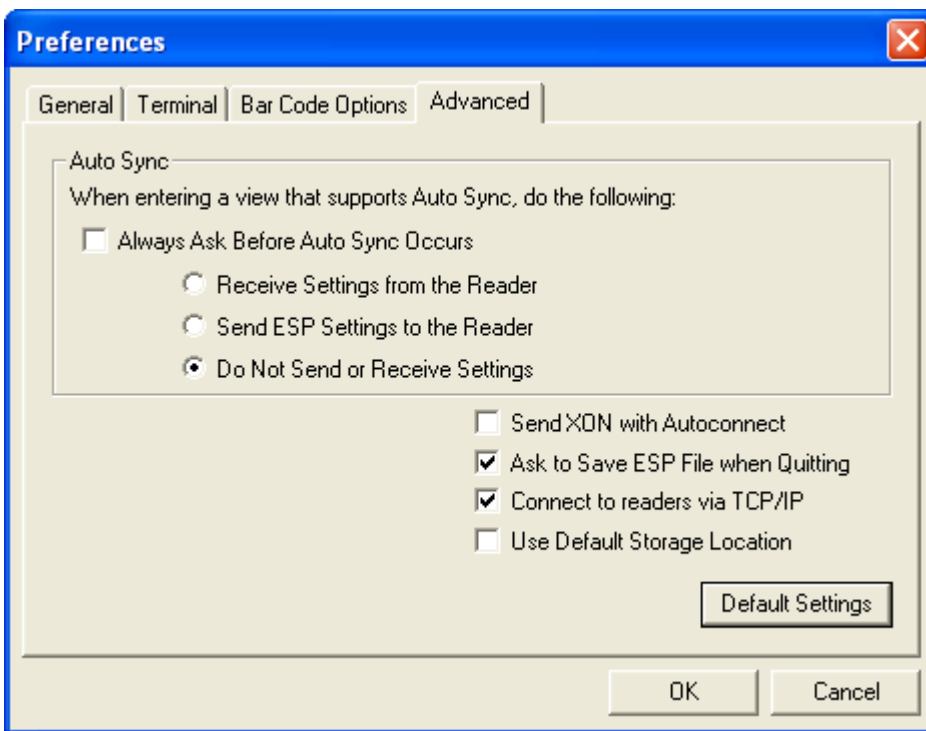 Preferences
General Terminal Bar Code Options Advanced
Auto Sync
When entering a view that supports Auto Sync, do the following:
Always Ask Before Auto Sync Occurs
Receive Settings from the Reader
Send ESP Settings to the Reader
Do Not Send or Receive Settings
Send XON with Autoconnect
Ask to Save ESP File when Quitting
Connect to readers via TCP/IP
Use Default Storage Location
Default Settings
OK Cancel